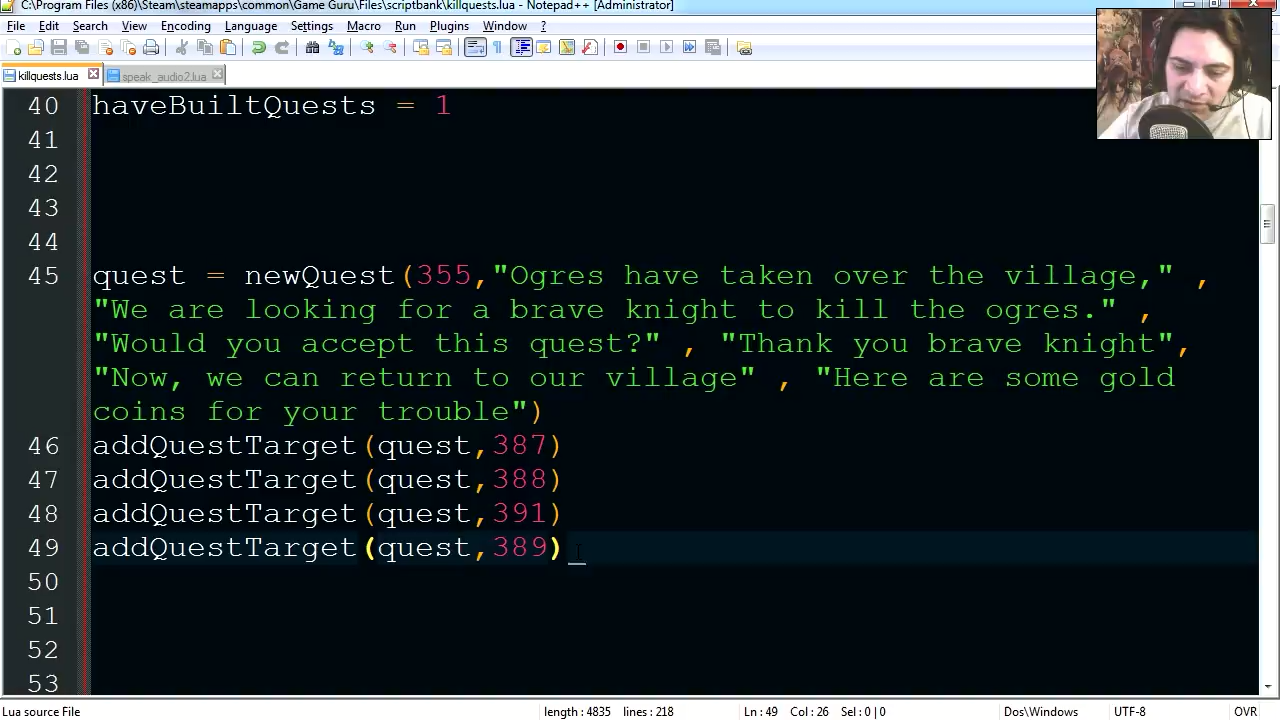 C:\Program Files (x86)\Steam\steamapps\common\Game Guru\Files\scriptbank\killquests.lua - Notepad++ [Administrator]
File Edit Search View Encoding Language Settings Macro Run Plugins Window ?
killquests.lua speak_audio2.lua
40 haveBuiltQuests = 1
41
42
43
44
45 quest = newQuest(355,"Ogres have taken over the village," ,
"We are looking for a brave knight to kill the ogres." ,
"Would you accept this quest?" , "Thank you brave knight",
"Now, we can return to our village" , "Here are some gold
coins for your trouble")
46 addQuestTarget(quest,387)
47 addQuestTarget(quest,388)
48 addQuestTarget(quest,391)
49 addQuestTarget(quest,389)
50
51
52
53
Lua source File length : 4835 lines : 218 Ln : 49 Col : 26 Sel : 0 | 0 Dos\Windows UTF-8 OVR